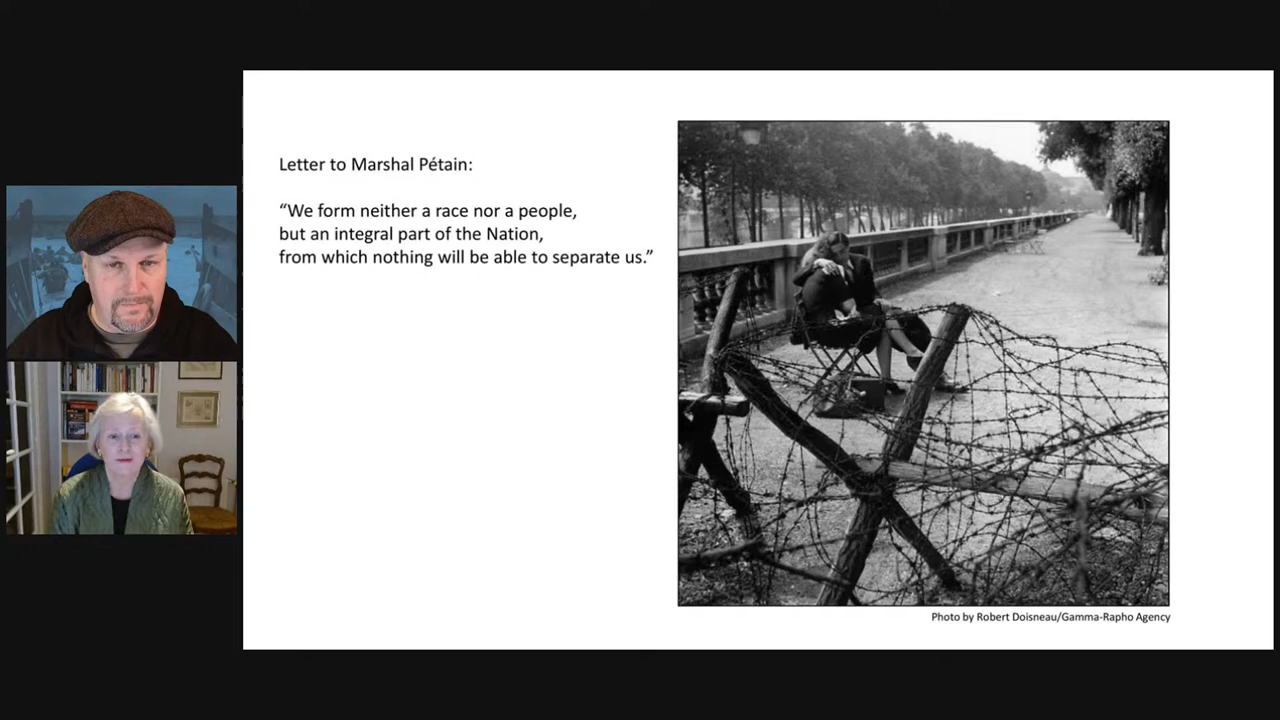 Letter to Marshal Pétain:
“We form neither a race nor a people,
but an integral part of the Nation,
from which nothing will be able to separate us.”
Photo by Robert Doisneau/Gamma-Rapho Agency